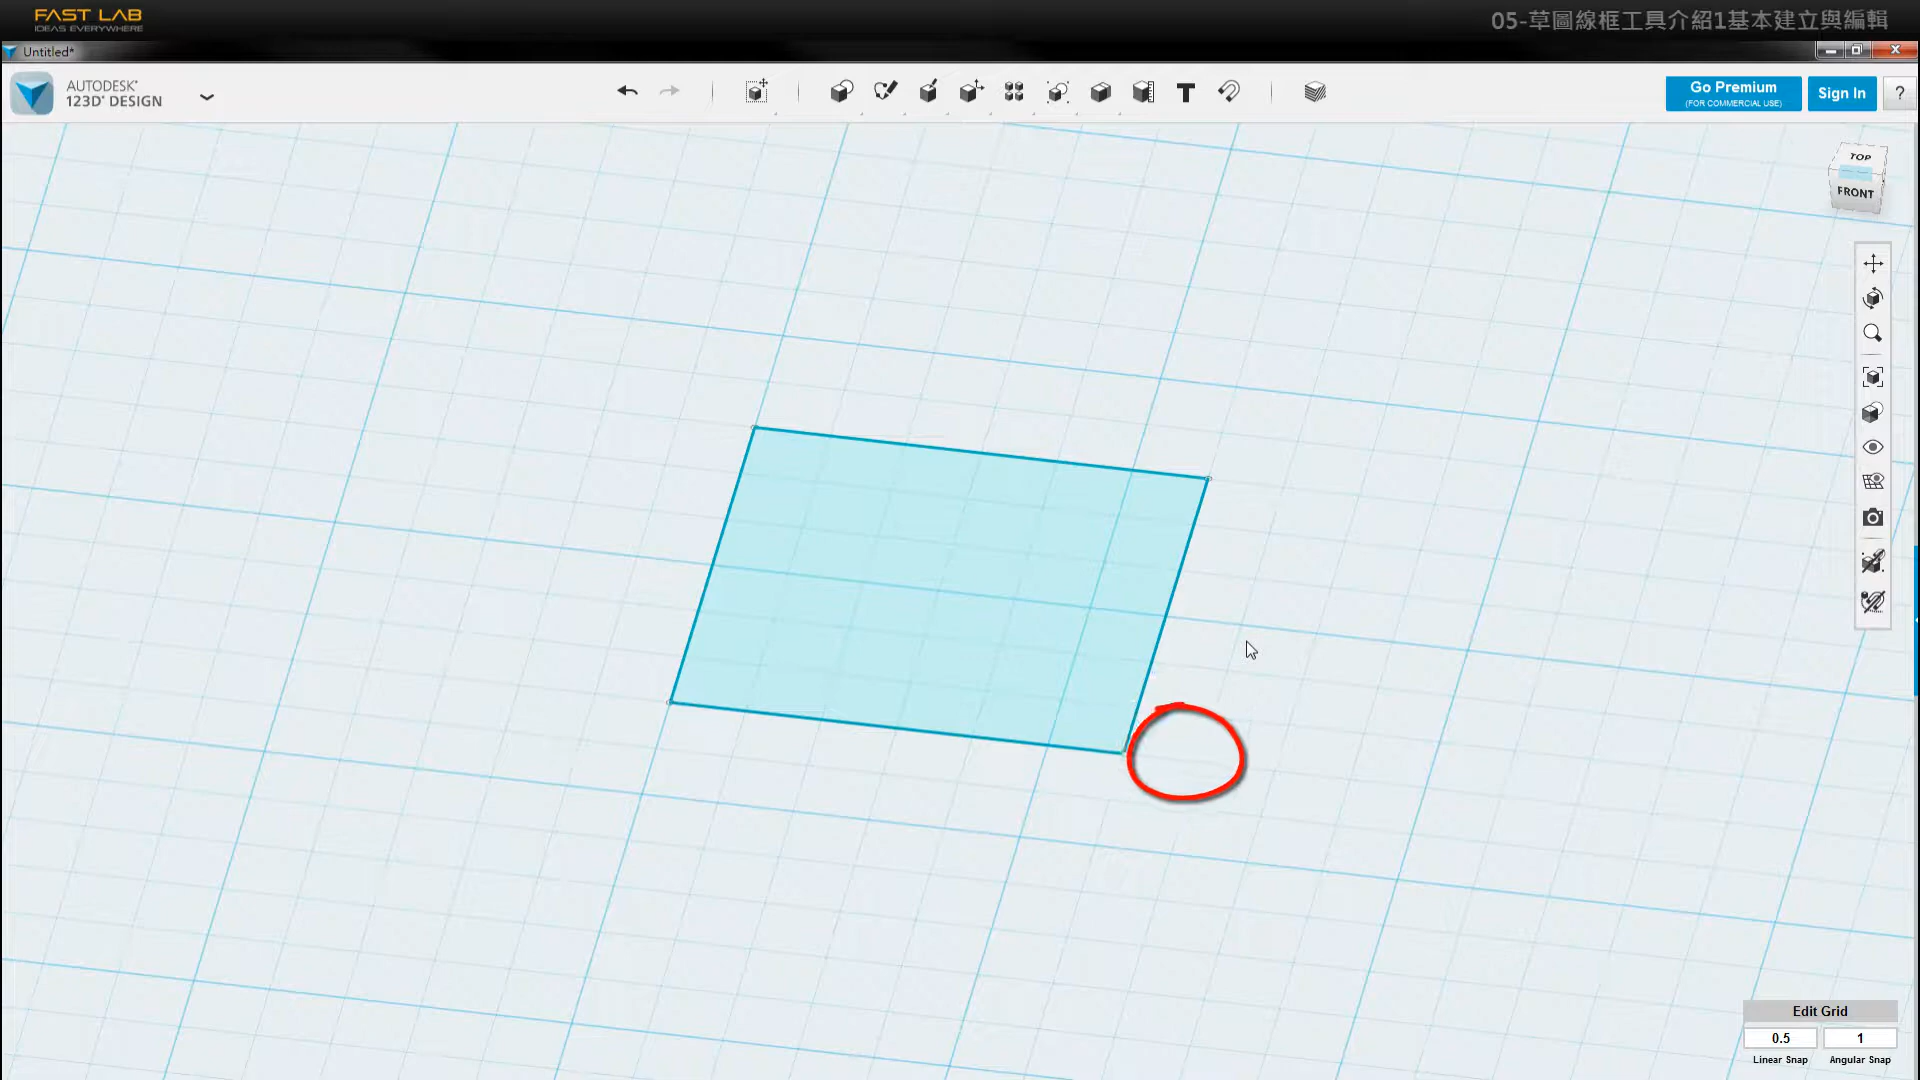 FAST LAB
IDEAS EVERYWHERE
05-草圖線框工具介紹1基本建立與編輯
Untitled*
AUTODESK®
123D® DESIGN
T
Go Premium
(FOR COMMERCIAL USE)
Sign In
?
TOP
FRONT
Edit Grid
0.5
1
Linear Snap
Angular Snap